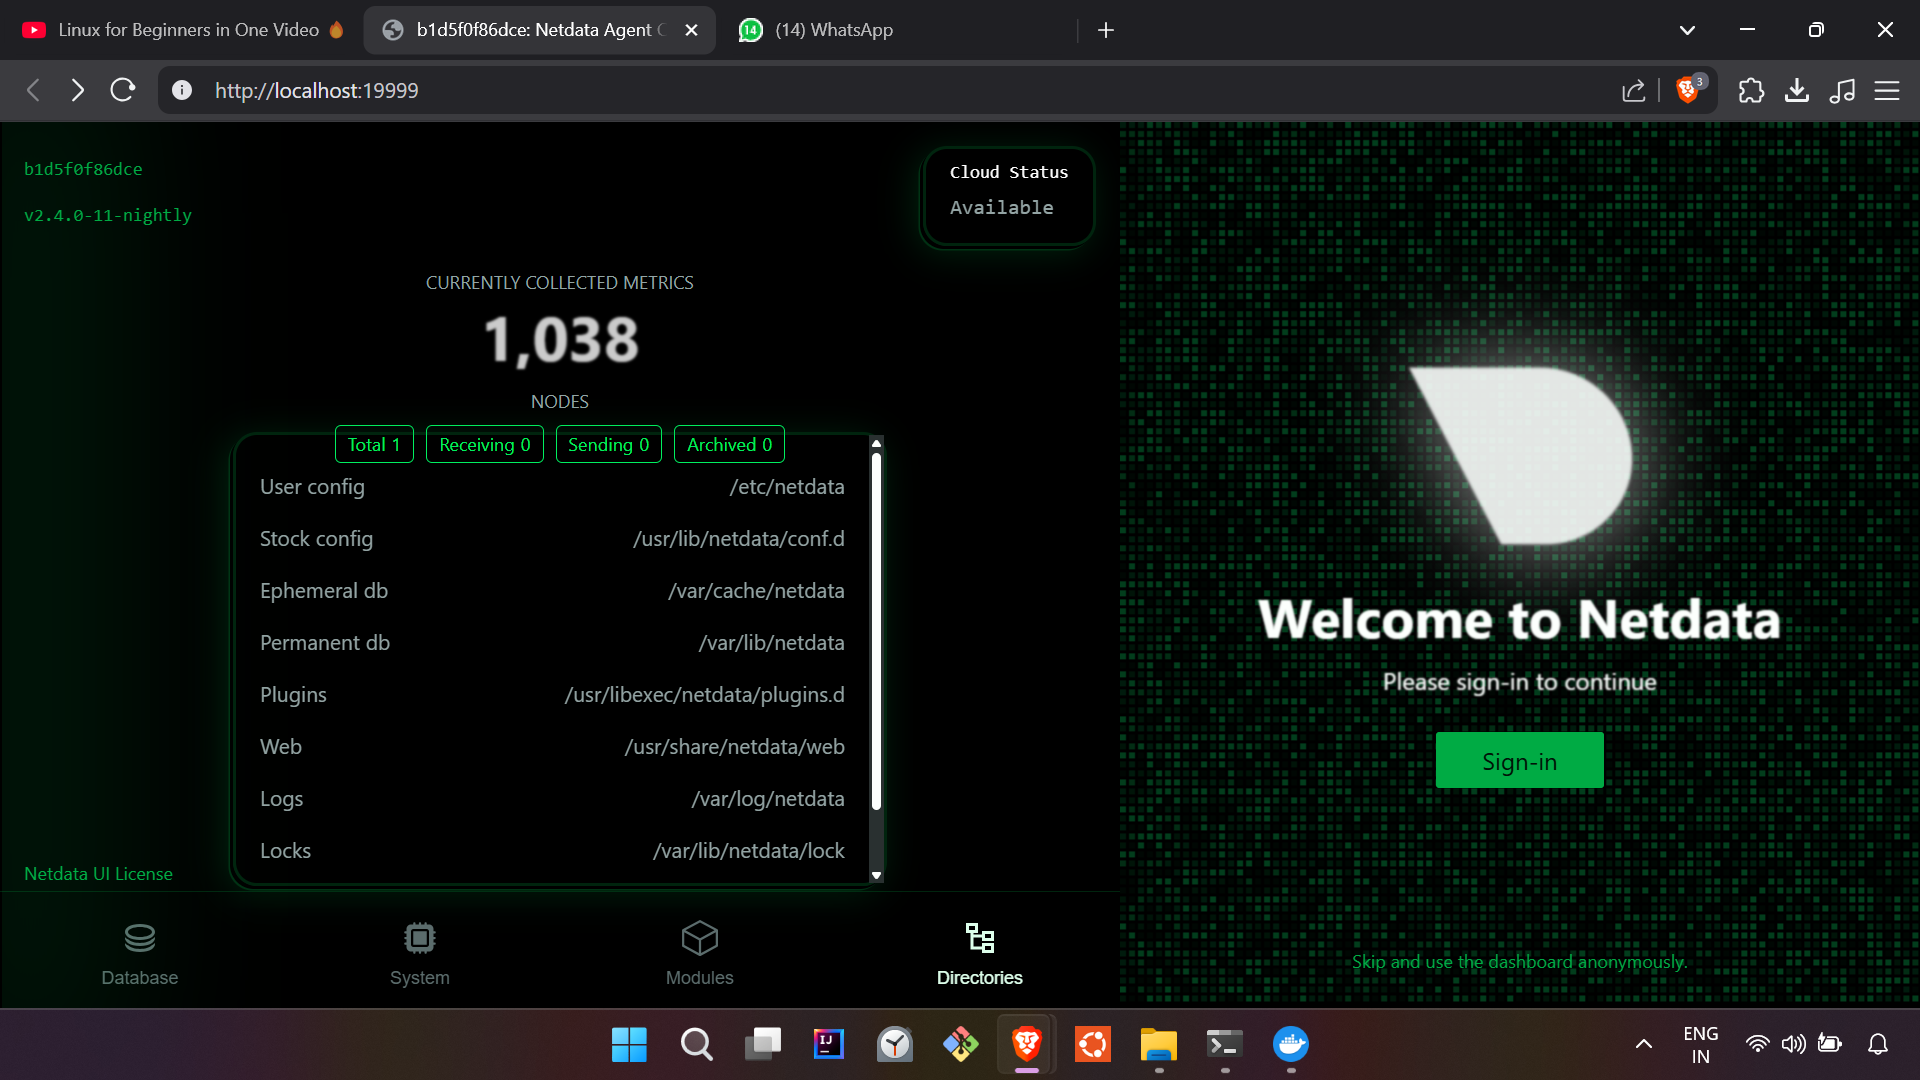 Linux for Beginners in One Video
b1d5f0f86dce: Netdata Agent C
14
(14) WhatsApp
http://localhost:19999
3
b1d5f0f86dce
v2.4.0-11-nightly
Cloud Status
Available
CURRENTLY COLLECTED METRICS
1,038
NODES
Total 1
Receiving 0
Sending 0
Archived 0
User config /etc/netdata
Stock config /usr/lib/netdata/conf.d
Ephemeral db /var/cache/netdata
Permanent db /var/lib/netdata
Plugins /usr/libexec/netdata/plugins.d
Web /usr/share/netdata/web
Logs /var/log/netdata
Locks /var/lib/netdata/lock
Netdata UI License
Database
System
Modules
Directories
Welcome to Netdata
Please sign-in to continue
Sign-in
Skip and use the dashboard anonymously.
IJ
ENG
IN